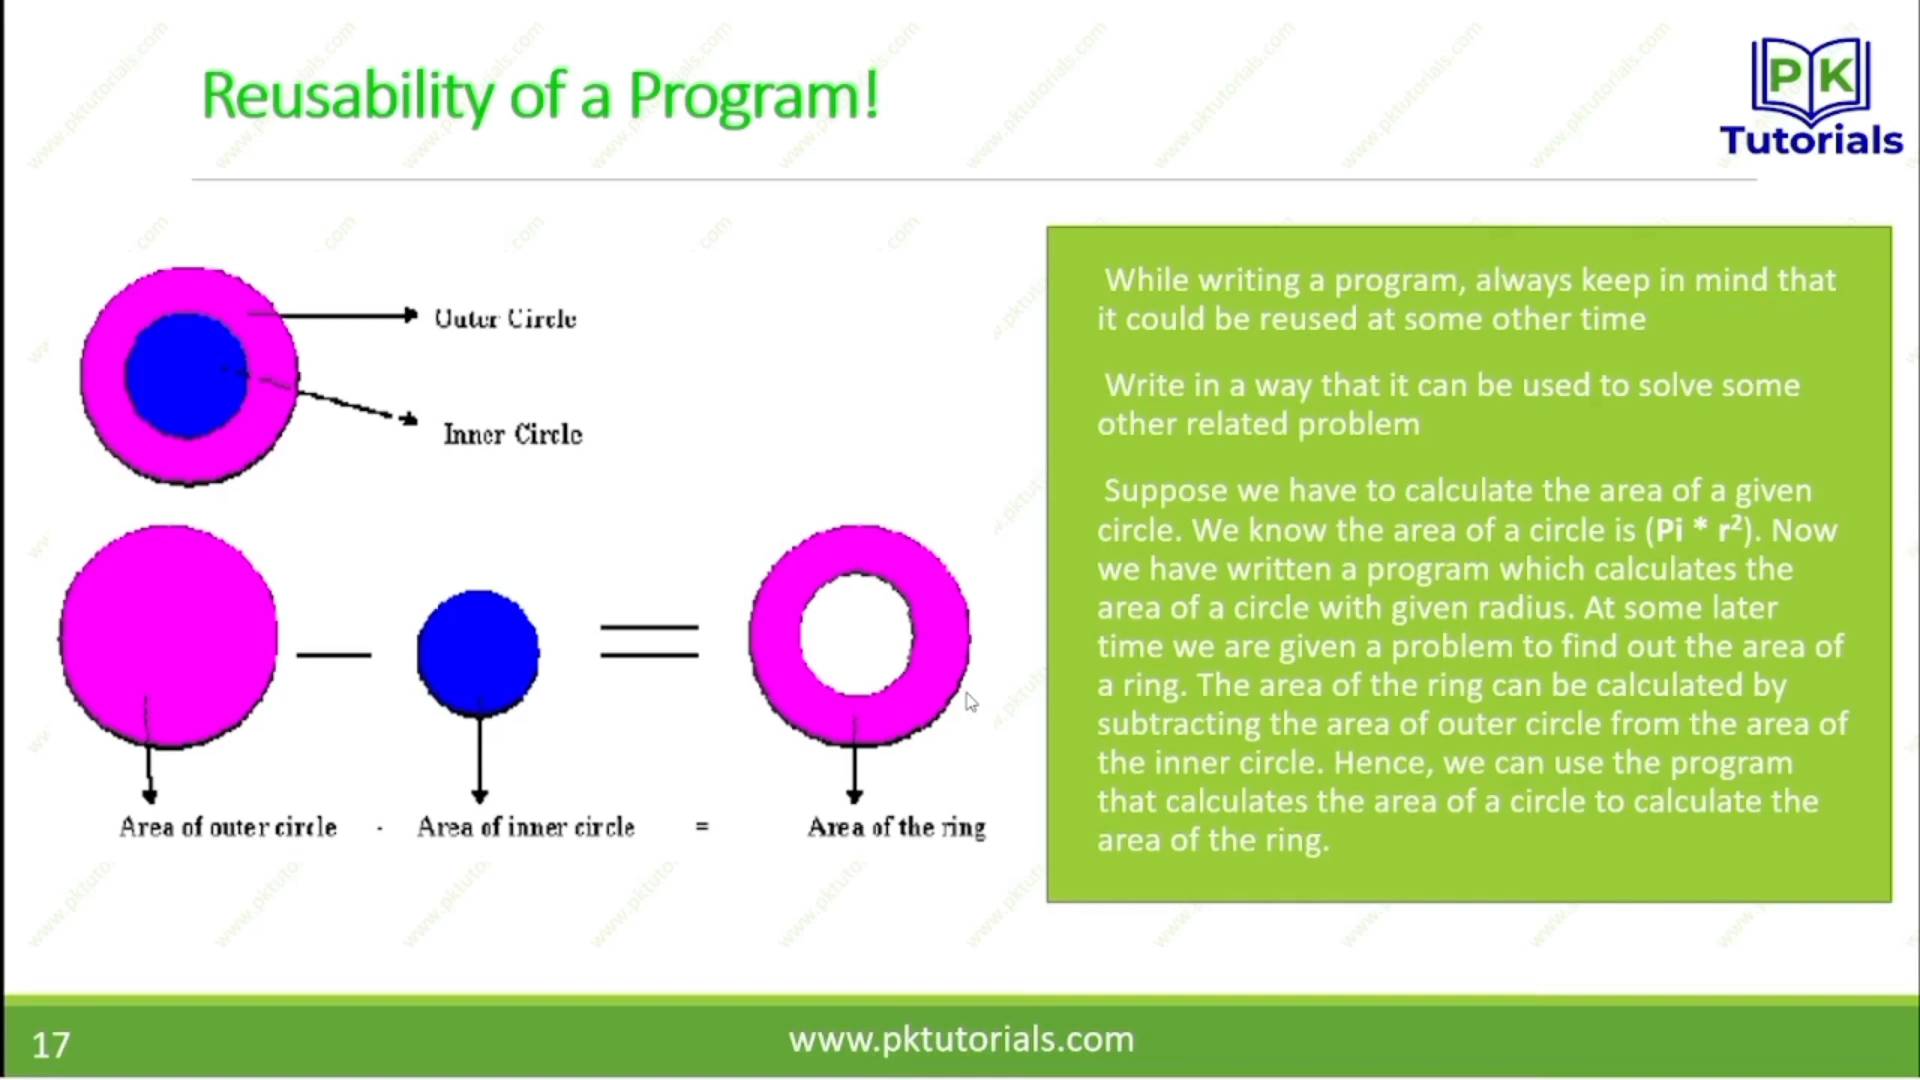 Reusability of a Program!
PK
Tutorials
Outer Circle
Inner Circle
Area of outer circle - Area of inner circle = Area of the ring
While writing a program, always keep in mind that
it could be reused at some other time
Write in a way that it can be used to solve some
other related problem
Suppose we have to calculate the area of a given
circle. We know the area of a circle is (Pi * r²). Now
we have written a program which calculates the
area of a circle with given radius. At some later
time we are given a problem to find out the area of
a ring. The area of the ring can be calculated by
subtracting the area of outer circle from the area of
the inner circle. Hence, we can use the program
that calculates the area of a circle to calculate the
area of the ring.
17
www.pktutorials.com